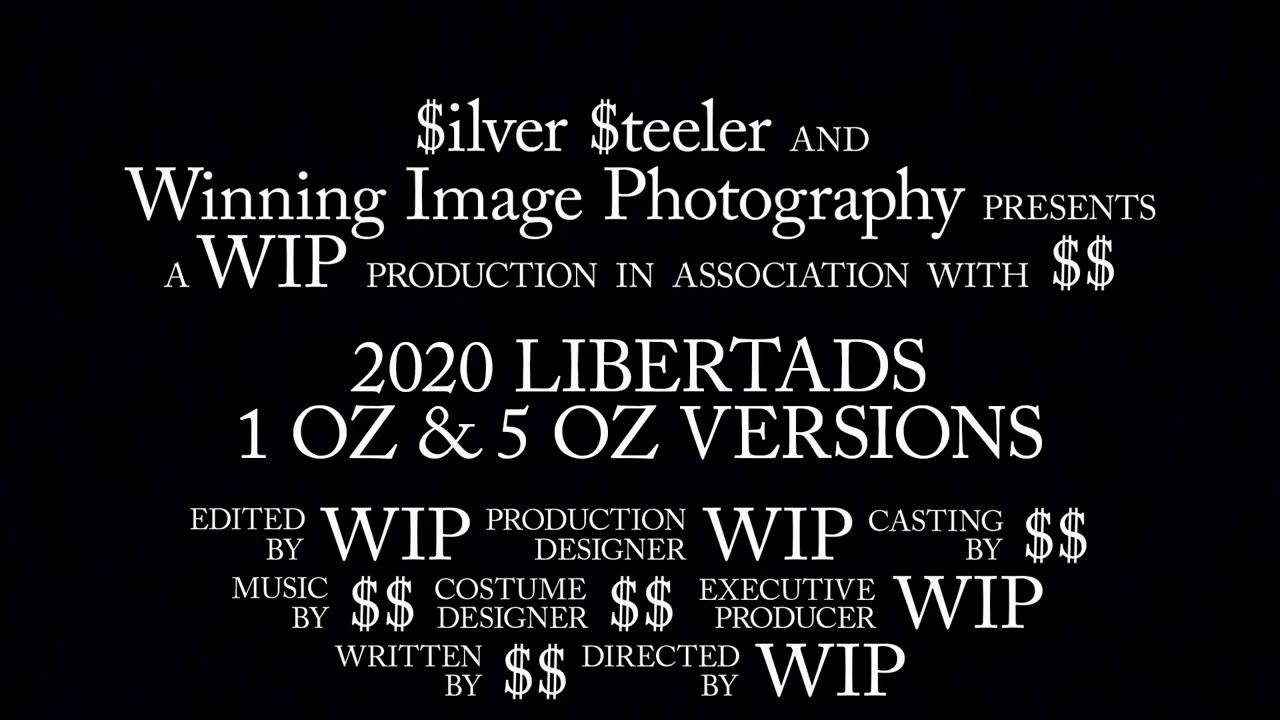 $ilver $teeler AND
Winning Image Photography PRESENTS
A WIP PRODUCTION IN ASSOCIATION WITH $$
2020 LIBERTADS
1 OZ & 5 OZ VERSIONS
EDITED BY WIP PRODUCTION DESIGNER WIP CASTING BY $$
MUSIC BY $$ COSTUME DESIGNER $$ EXECUTIVE PRODUCER WIP
WRITTEN BY $$ DIRECTED BY WIP